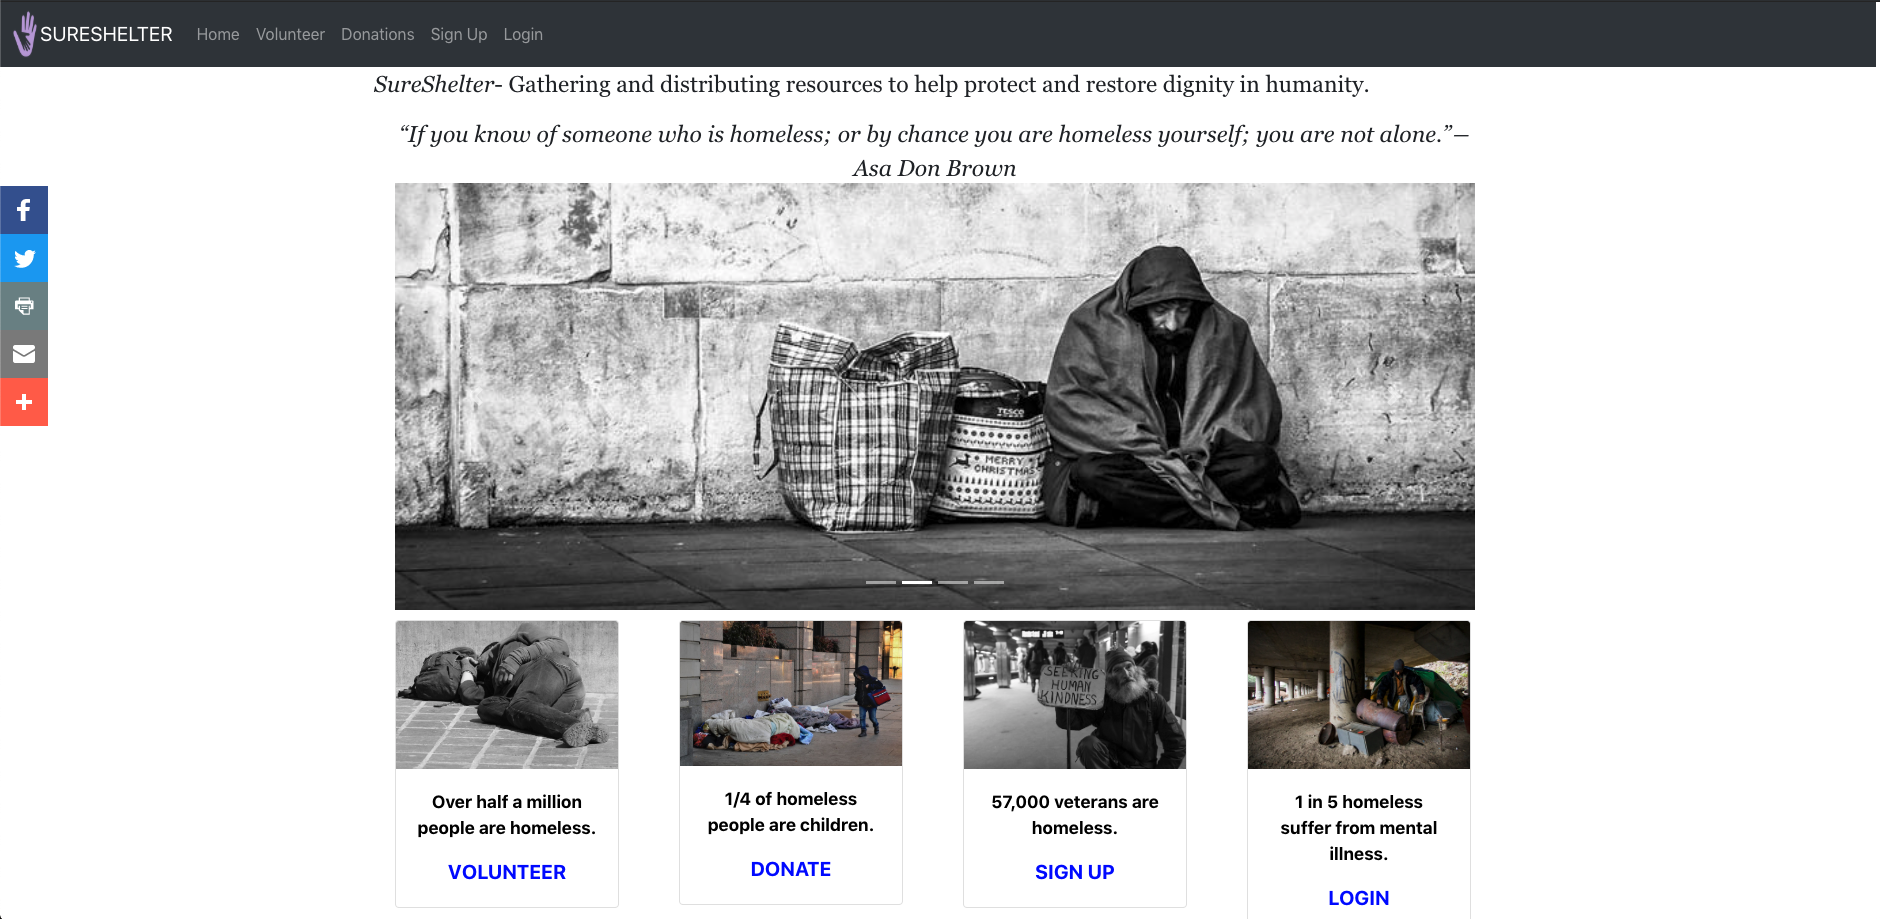 SURESHELTER Home Volunteer Donations Sign Up Login
SureShelter- Gathering and distributing resources to help protect and restore dignity in humanity.
“If you know of someone who is homeless; or by chance you are homeless yourself; you are not alone.”―
Asa Don Brown
TESCO
MERRY
CHRISTMAS
SEEKING
HUMAN
KINDNESS
Over half a million
people are homeless.
VOLUNTEER
1/4 of homeless
people are children.
DONATE
57,000 veterans are
homeless.
SIGN UP
1 in 5 homeless
suffer from mental
illness.
LOGIN